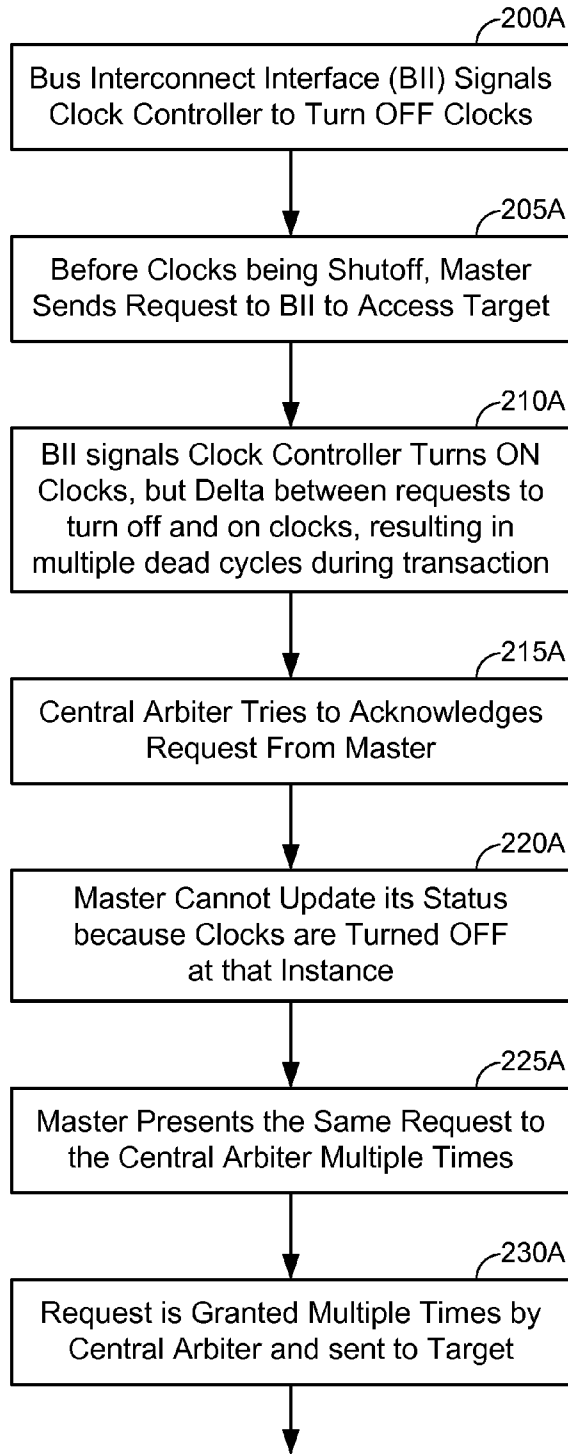 200A
Bus Interconnect Interface (BII) Signals
Clock Controller to Turn OFF Clocks
205A
Before Clocks being Shutoff, Master
Sends Request to BII to Access Target
210A
BII signals Clock Controller Turns ON
Clocks, but Delta between requests to
turn off and on clocks, resulting in
multiple dead cycles during transaction
215A
Central Arbiter Tries to Acknowledges
Request From Master
220A
Master Cannot Update its Status
because Clocks are Turned OFF
at that Instance
225A
Master Presents the Same Request to
the Central Arbiter Multiple Times
230A
Request is Granted Multiple Times by
Central Arbiter and sent to Target